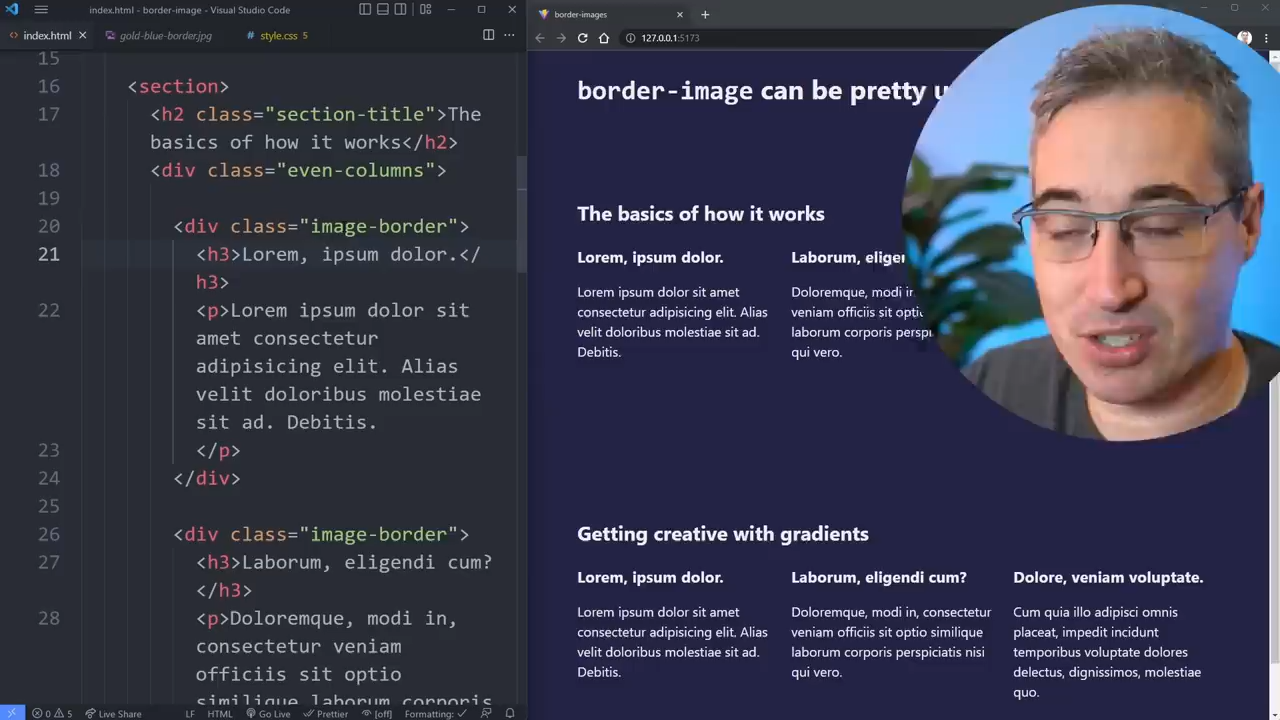 index.html - border-image - Visual Studio Code
index.html
gold-blue-border.jpg
style.css 5
15
16 <section>
17 <h2 class="section-title">The
basics of how it works</h2>
18 <div class="even-columns">
19
20 <div class="image-border">
21 <h3>Lorem, ipsum dolor.</
h3>
22 <p>Lorem ipsum dolor sit
amet consectetur
adipisicing elit. Alias
velit doloribus molestiae
sit ad. Debitis.
23 </p>
24 </div>
25
26 <div class="image-border">
27 <h3>Laborum, eligendi cum?
</h3>
28 <p>Doloremque, modi in,
consectetur veniam
officiis sit optio
similique laborum corporis
0 5
Live Share
LF
HTML
Go Live
Prettier
[off]
Formatting:
border-images
127.0.0.1:5173
border-image can be pretty
The basics of how it works
Lorem, ipsum dolor.
Lorem ipsum dolor sit amet
consectetur adipisicing elit. Alias
velit doloribus molestiae sit ad.
Debitis.
Laborum, eliger
Doloremque, modi
veniam officiis sit optio
laborum corporis persp
qui vero.
Getting creative with gradients
Lorem, ipsum dolor.
Lorem ipsum dolor sit amet
consectetur adipisicing elit. Alias
velit doloribus molestiae sit ad.
Debitis.
Laborum, eligendi cum?
Doloremque, modi in, consectetur
veniam officiis sit optio similique
laborum corporis perspiciatis nisi
qui vero.
Dolore, veniam voluptate.
Cum quia illo adipisci omnis
placeat, impedit incidunt
temporibus voluptate dolores
delectus, dignissimos, molestiae
quo.